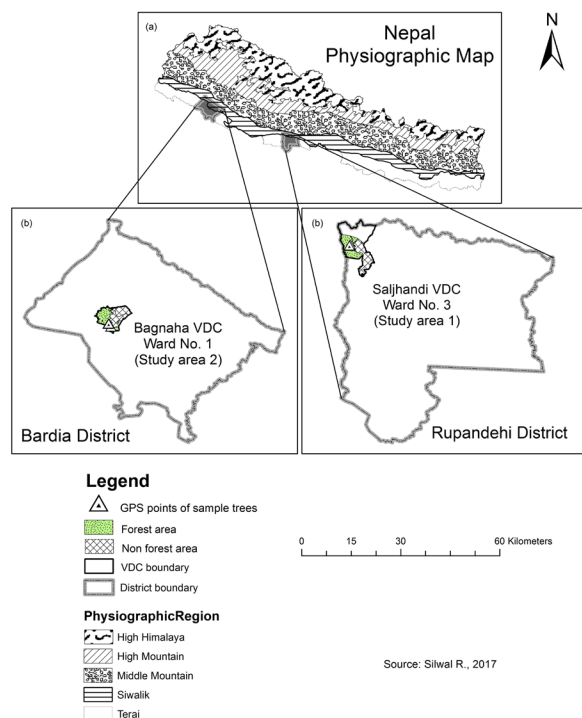 (a)
Nepal
Physiographic Map
N
(b)
Bagnaha VDC
Ward No. 1
(Study area 2)
Bardia District
(b)
Saljhandi VDC
Ward No. 3
(Study area 1)
Rupandehi District
Legend
GPS points of sample trees
Forest area
Non forest area
VDC boundary
District boundary
0 15 30 60 Kilometers
PhysiographicRegion
High Himalaya
High Mountain
Middle Mountain
Siwalik
Terai
Source: Silwal R., 2017